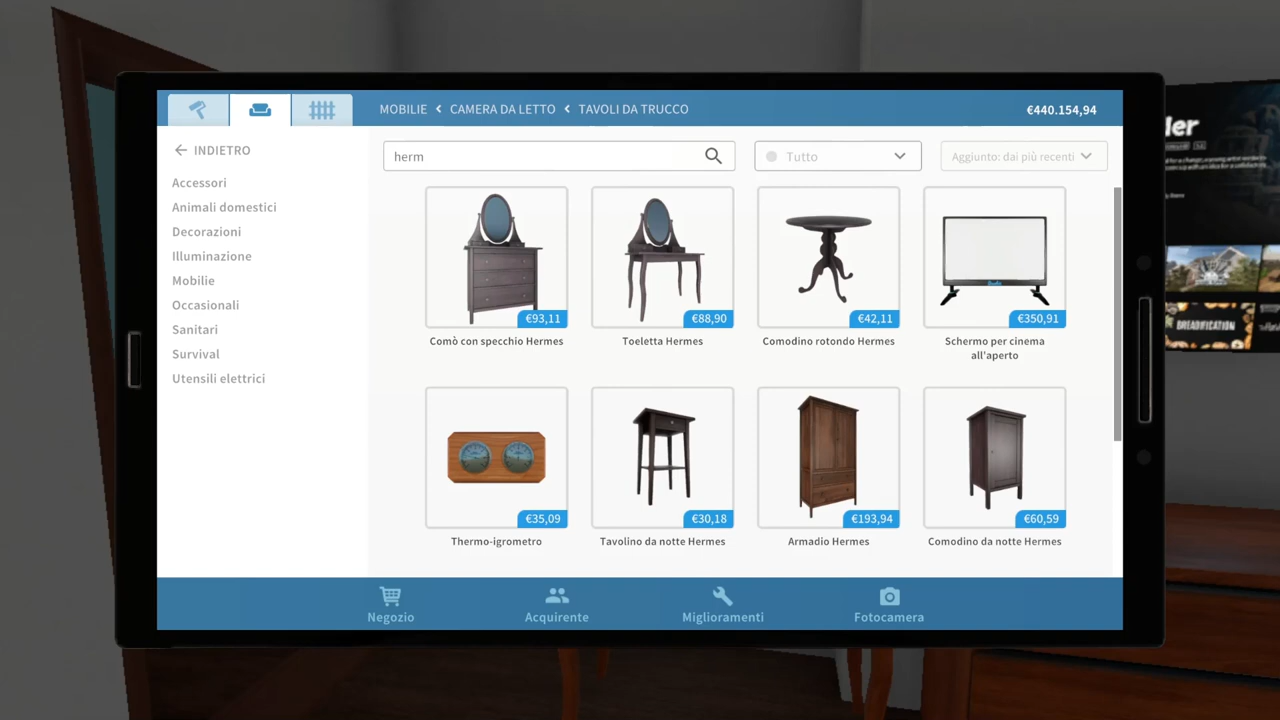 MOBILIE < CAMERA DA LETTO < TAVOLI DA TRUCCO
€440.154,94
INDIETRO
herm
Tutto
Aggiunto: dai più recenti
Accessori
Animali domestici
Decorazioni
Illuminazione
Mobilie
Occasionali
Sanitari
Survival
Utensili elettrici
€93,11
€88,90
€42,11
€350,91
Comò con specchio Hermes
Toeletta Hermes
Comodino rotondo Hermes
Schermo per cinema
all'aperto
€35,09
€30,18
€193,94
€60,59
Thermo-igrometro
Tavolino da notte Hermes
Armadio Hermes
Comodino da notte Hermes
Negozio
Acquirente
Miglioramenti
Fotocamera
ler
BREADIFICATION